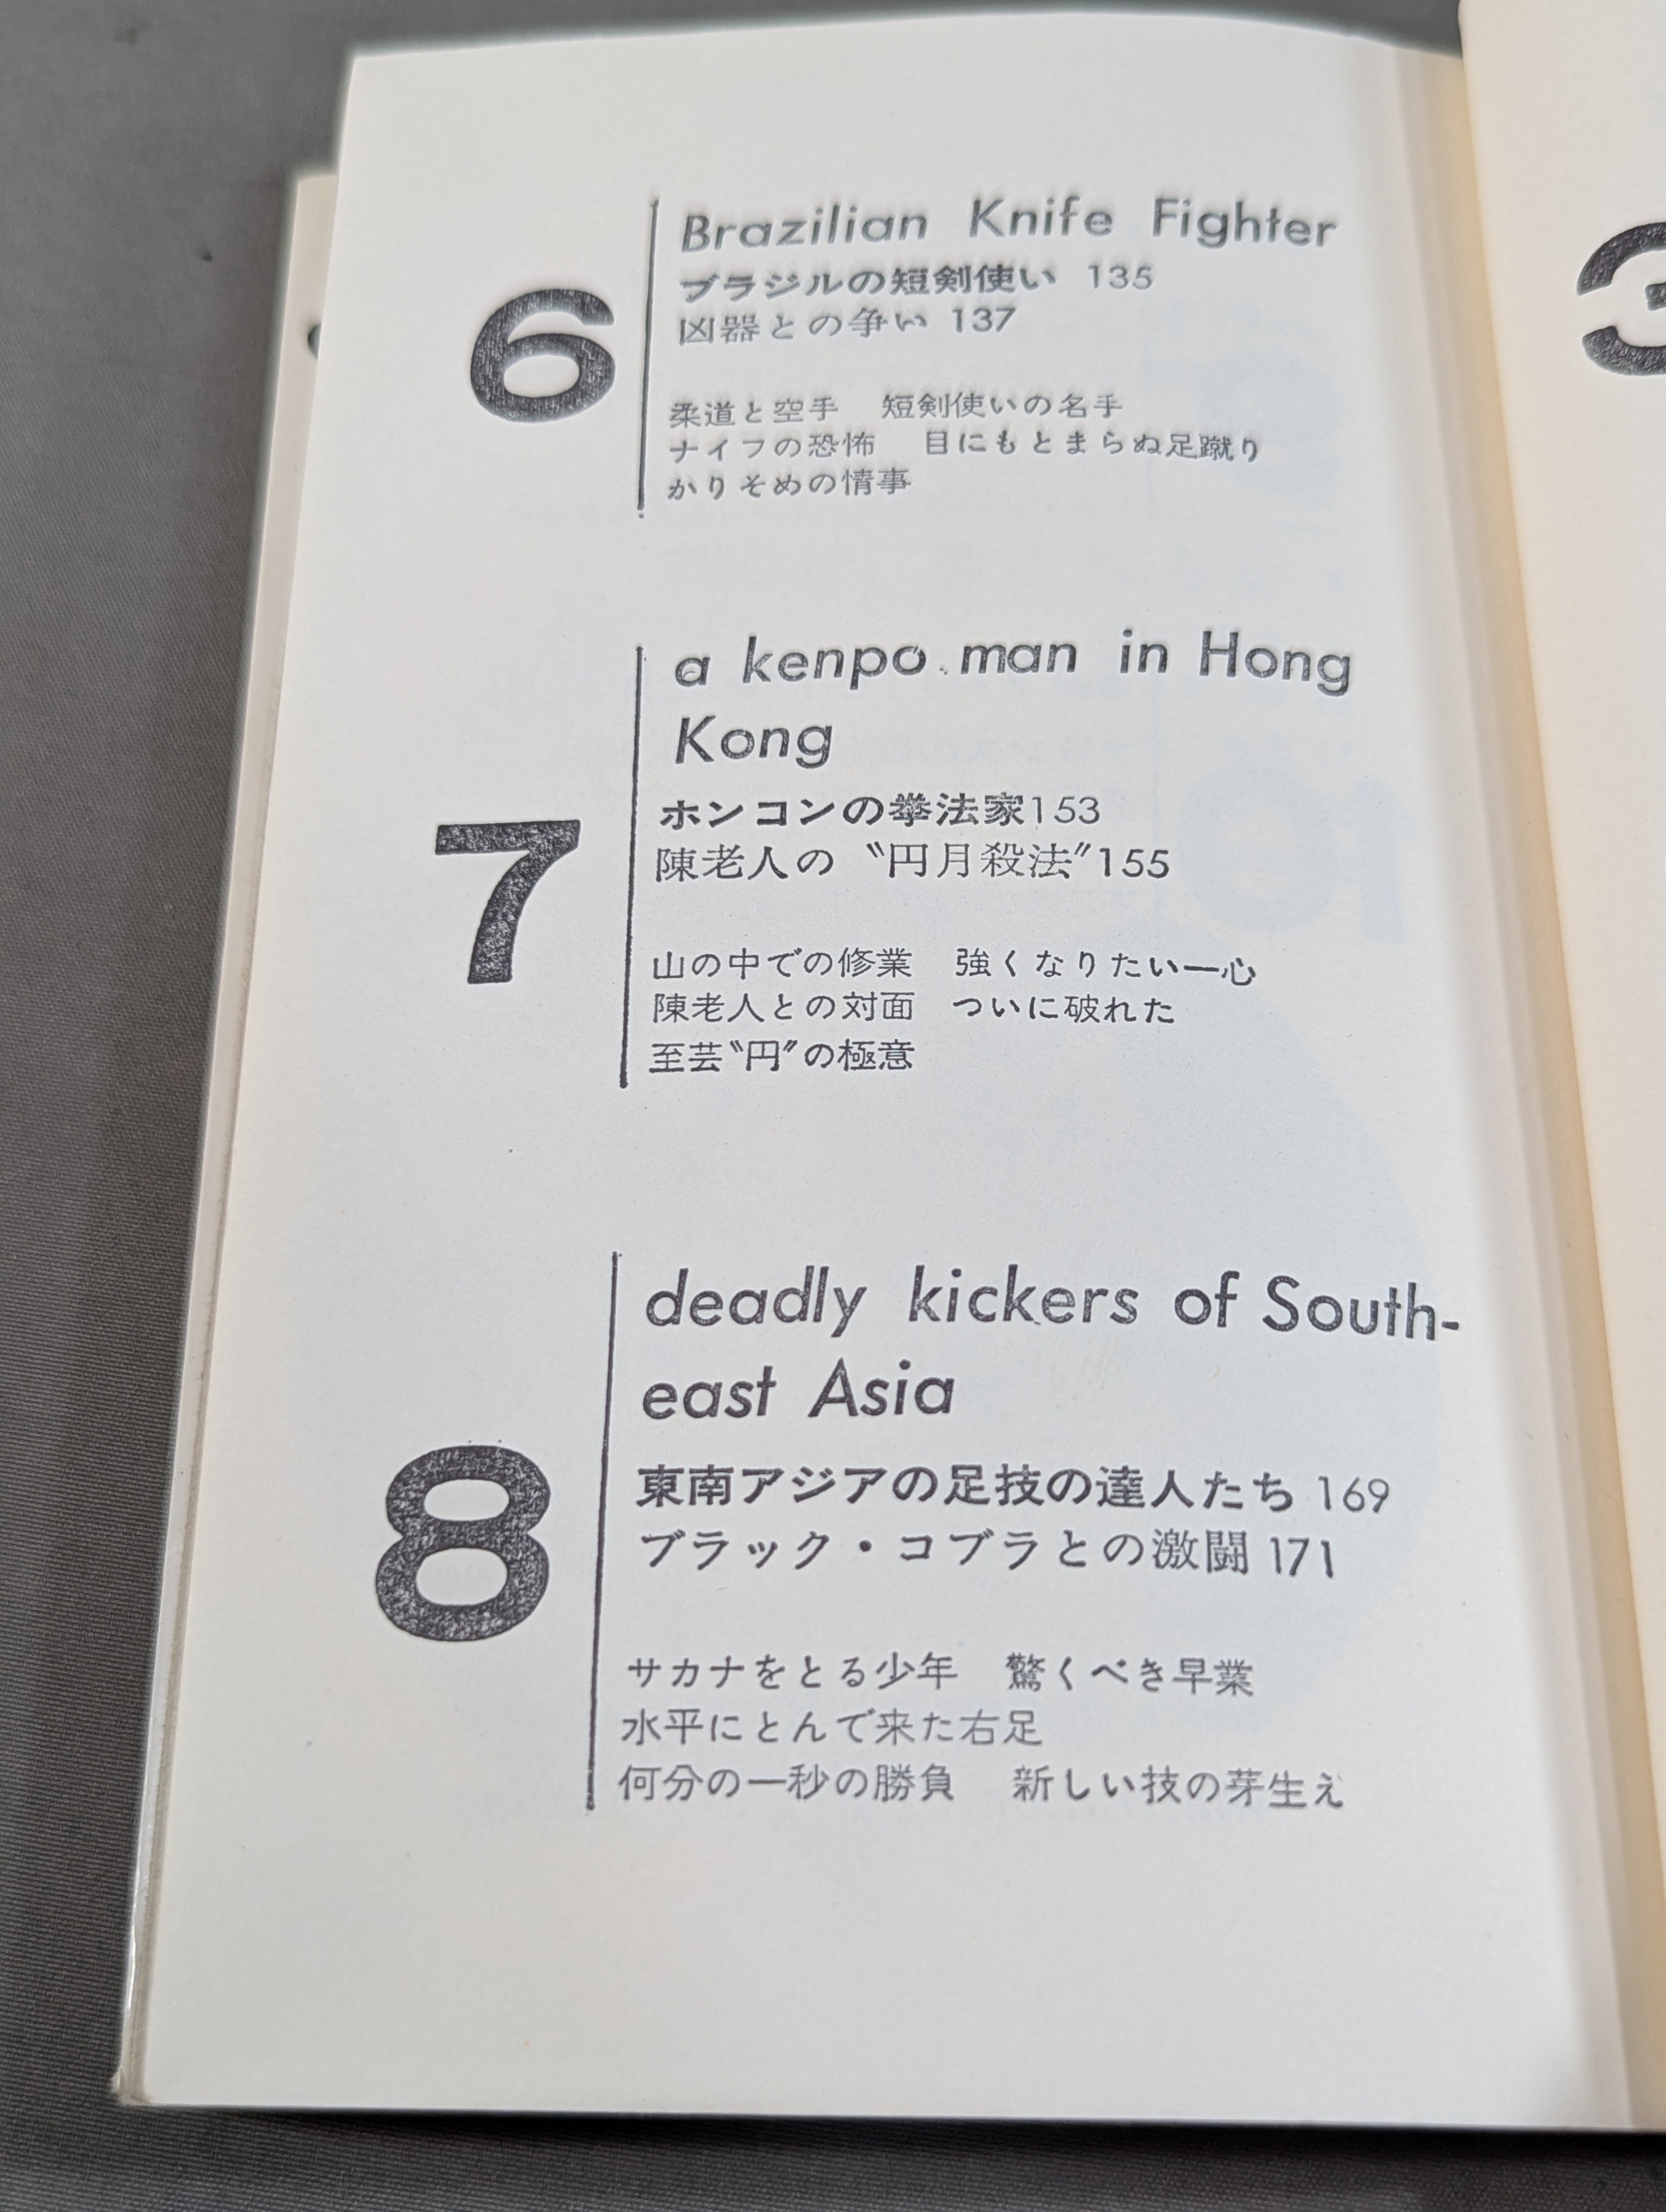 6
Brazilian Knife Fighter
ブラジルの短剣使い 135
凶器との争い 137
柔道と空手　短剣使いの名手
ナイフの恐怖　目にもとまらぬ足蹴り
かりそめの情事
7
a kenpo man in Hong
Kong
ホンコンの拳法家153
陳老人の〝円月殺法〞155
山の中での修業　強くなりたい一心
陳老人との対面　ついに破れた
至芸〝円〞の極意
8
deadly kickers of South-
east Asia
東南アジアの足技の達人たち 169
ブラック・コブラとの激闘 171
サカナをとる少年　驚くべき早業
水平にとんで来た右足
何分の一秒の勝負　新しい技の芽生え
3